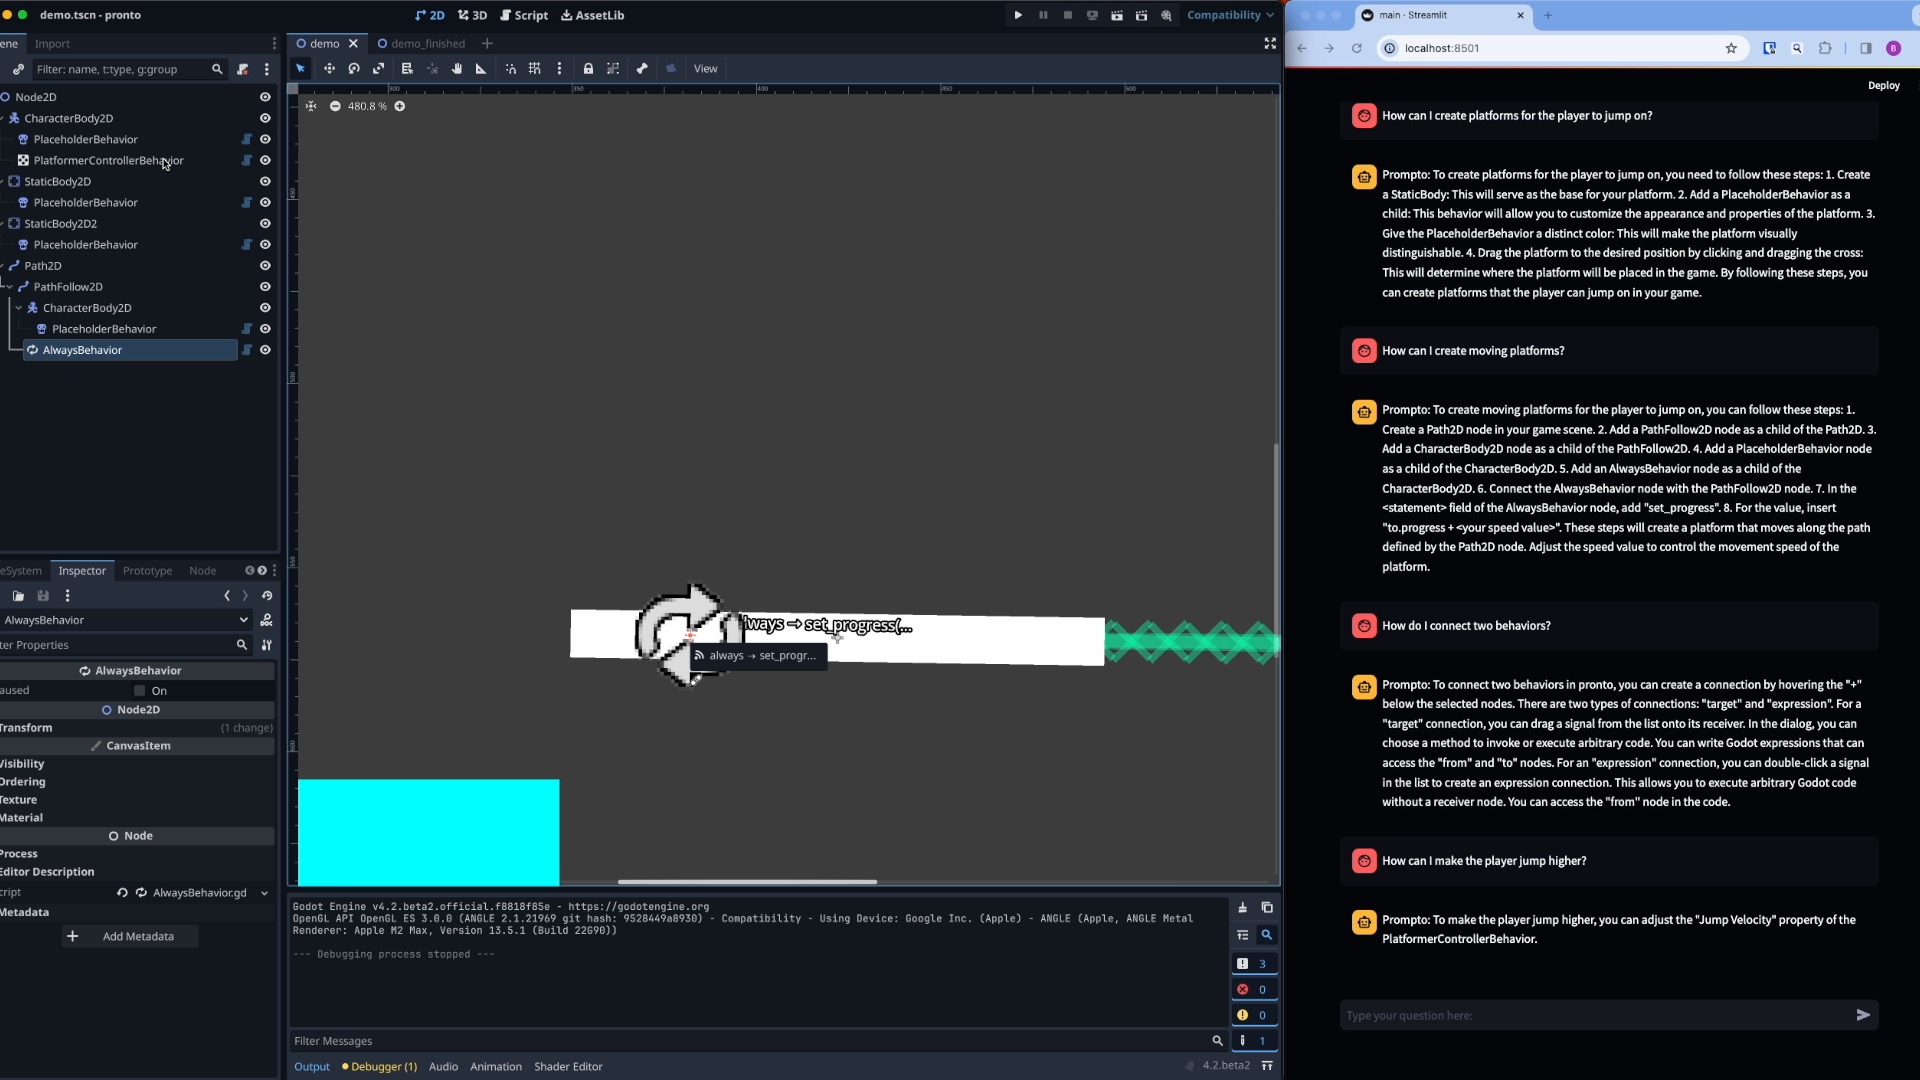 demo.tscn - pronto
2D
3D
Script
AssetLib
Compatibility
ene
Import
Filter: name, t:type, g:group
Node2D
CharacterBody2D
PlaceholderBehavior
PlatformerControllerBehavior
StaticBody2D
PlaceholderBehavior
StaticBody2D2
PlaceholderBehavior
Path2D
PathFollow2D
CharacterBody2D
PlaceholderBehavior
AlwaysBehavior
eSystem
Inspector
Prototype
Node
AlwaysBehavior
ter Properties
AlwaysBehavior
aused
On
Node2D
Transform
(1 change)
CanvasItem
Visibility
Ordering
Texture
Material
Node
Process
Editor Description
cript
AlwaysBehavior.gd
Metadata
Add Metadata
demo
demo_finished
View
300
350
400
450
500
480.8 %
lways → set_progress(...
always → set_progr...
Godot Engine v4.2.beta2.official.f8818f85e - https://godotengine.org
OpenGL API OpenGL ES 3.0.0 (ANGLE 2.1.21969 git hash: 9528449a8930) - Compatibility - Using Device: Google Inc. (Apple) - ANGLE (Apple, ANGLE Metal
Renderer: Apple M2 Max, Version 13.5.1 (Build 22G90))
--- Debugging process stopped ---
3
0
0
1
Filter Messages
Output
Debugger (1)
Audio
Animation
Shader Editor
4.2.beta2
main · Streamlit
localhost:8501
B
Deploy
How can I create platforms for the player to jump on?
Prompto: To create platforms for the player to jump on, you need to follow these steps: 1. Create
a StaticBody: This will serve as the base for your platform. 2. Add a PlaceholderBehavior as a
child: This behavior will allow you to customize the appearance and properties of the platform. 3.
Give the PlaceholderBehavior a distinct color: This will make the platform visually
distinguishable. 4. Drag the platform to the desired position by clicking and dragging the cross:
This will determine where the platform will be placed in the game. By following these steps, you
can create platforms that the player can jump on in your game.
How can I create moving platforms?
Prompto: To create moving platforms for the player to jump on, you can follow these steps: 1.
Create a Path2D node in your game scene. 2. Add a PathFollow2D node as a child of the Path2D. 3.
Add a CharacterBody2D node as a child of the PathFollow2D. 4. Add a PlaceholderBehavior node
as a child of the CharacterBody2D. 5. Add an AlwaysBehavior node as a child of the
CharacterBody2D. 6. Connect the AlwaysBehavior node with the PathFollow2D node. 7. In the
<statement> field of the AlwaysBehavior node, add "set_progress". 8. For the value, insert
"to.progress + <your speed value>". These steps will create a platform that moves along the path
defined by the Path2D node. Adjust the speed value to control the movement speed of the
platform.
How do I connect two behaviors?
Prompto: To connect two behaviors in pronto, you can create a connection by hovering the "+"
below the selected nodes. There are two types of connections: "target" and "expression". For a
"target" connection, you can drag a signal from the list onto its receiver. In the dialog, you can
choose a method to invoke or execute arbitrary code. You can write Godot expressions that can
access the "from" and "to" nodes. For an "expression" connection, you can double-click a signal
in the list to create an expression connection. This allows you to execute arbitrary Godot code
without a receiver node. You can access the "from" node in the code.
How can I make the player jump higher?
Prompto: To make the player jump higher, you can adjust the "Jump Velocity" property of the
PlatformerControllerBehavior.
Type your question here: